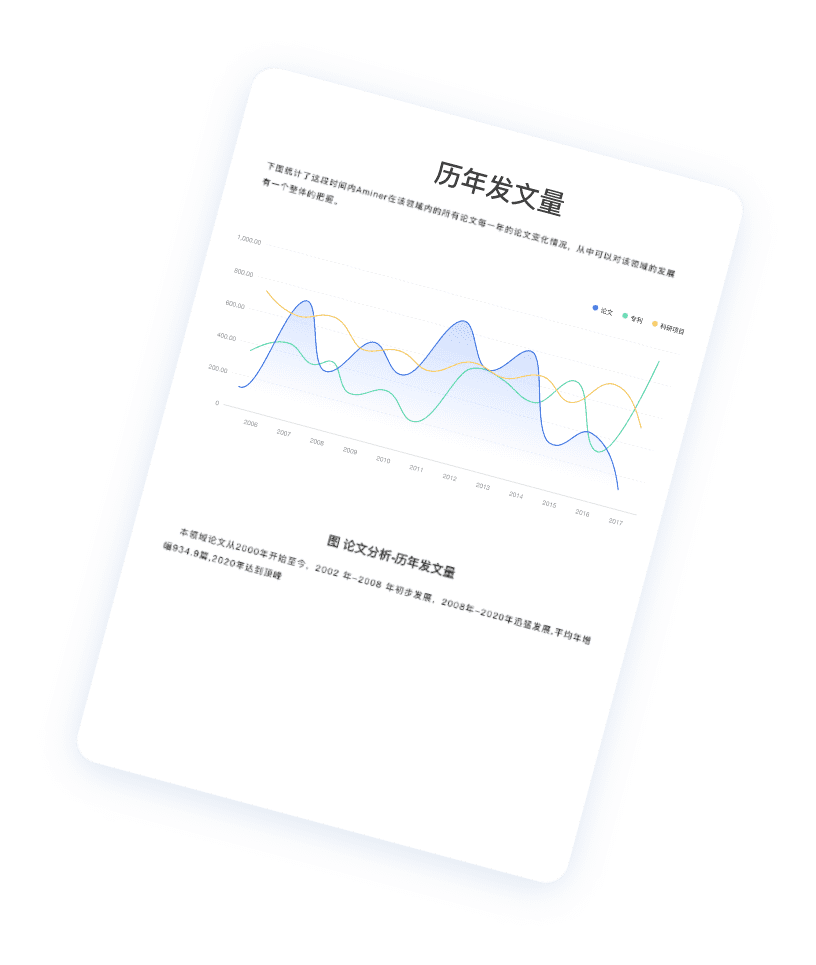 历年发文量
下图统计了这段时间内Aminer在该领域内的所有论文每一年的论文变化情况，从中可以对该领域的发展
有一个整体的把握。
论文 专利 科研项目
1,000.00
800.00
600.00
400.00
200.00
0
2006 2007 2008 2009 2010 2011 2012 2013 2014 2015 2016 2017
图 论文分析-历年发文量
本领域论文从2000年开始至今，2002 年-2008 年初步发展，2008年-2020年迅猛发展,平均年增
幅934.9篇,2020年达到顶峰